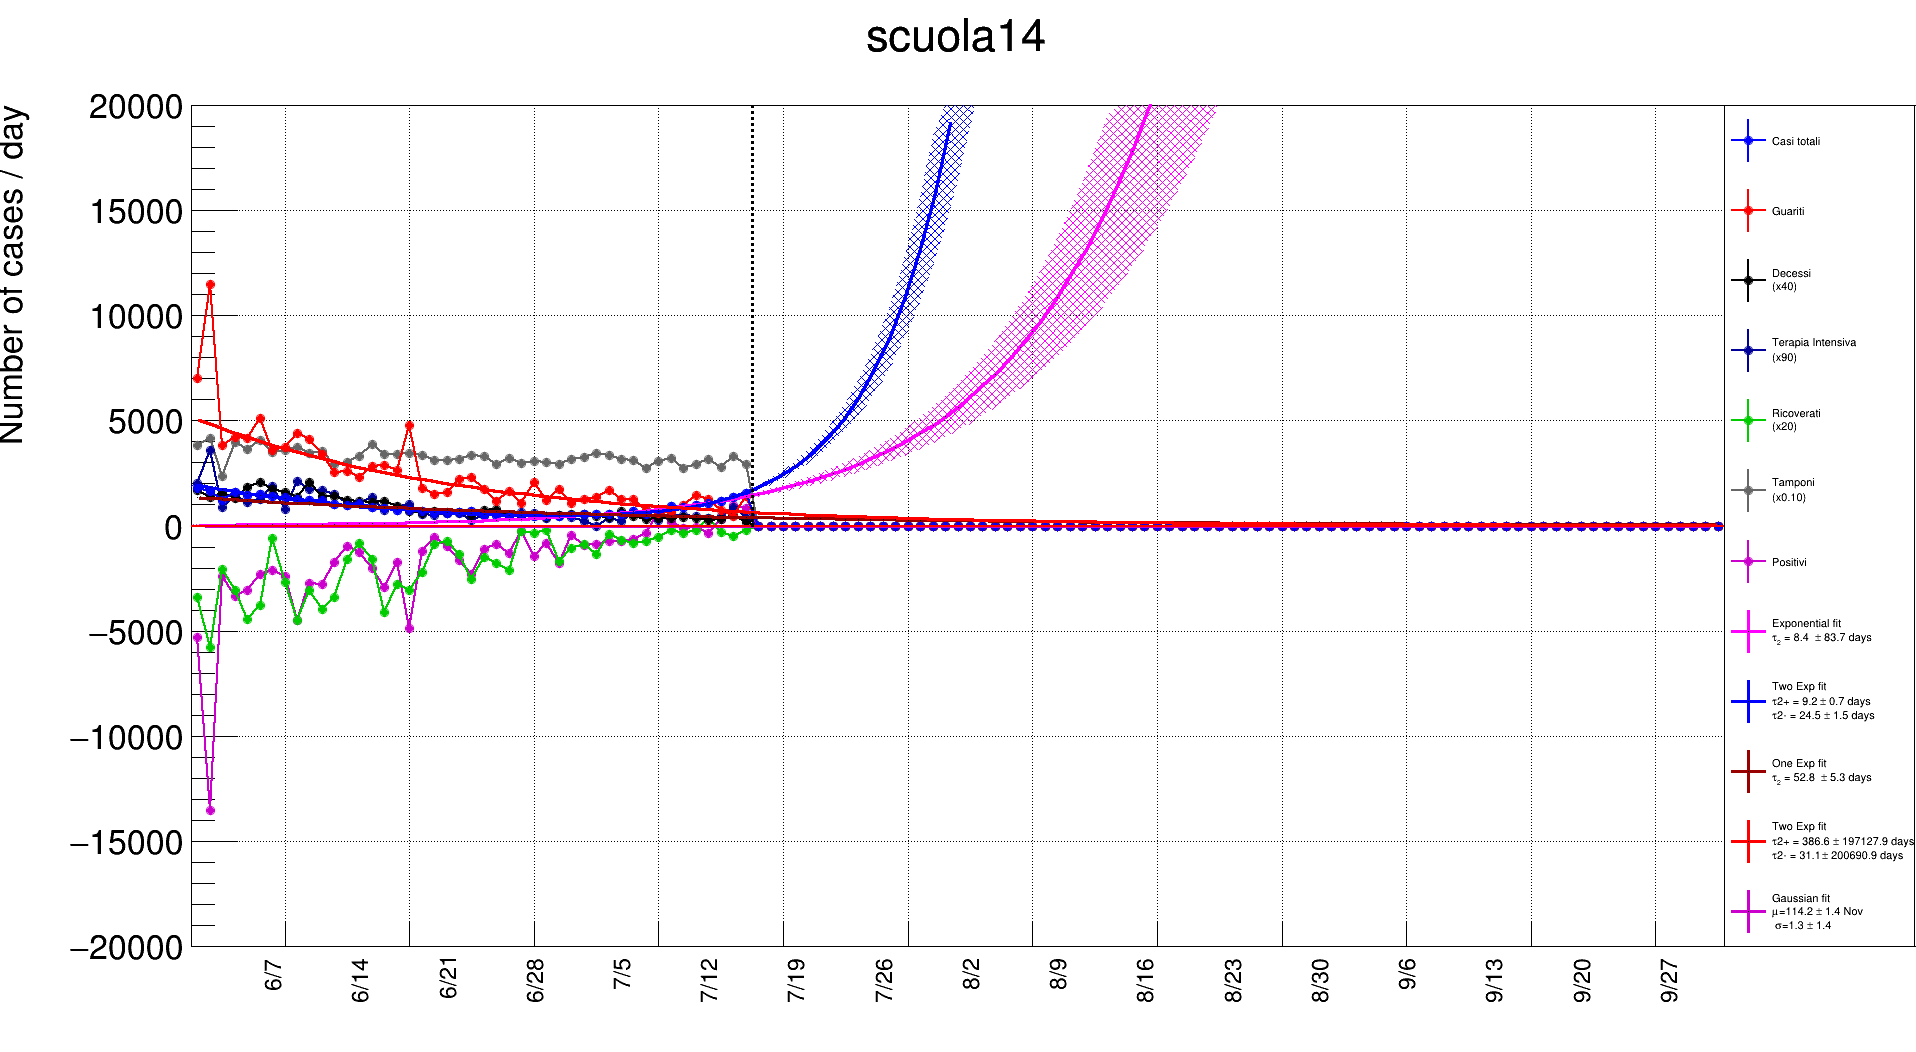 scuola14
Number of cases / day
20000
15000
10000
5000
0
−5000
−10000
−15000
−20000
6/7
6/14
6/21
6/28
7/5
7/12
7/19
7/26
8/2
8/9
8/16
8/23
8/30
9/6
9/13
9/20
9/27
Casi totali
Guariti
Decessi
(x40)
Terapia Intensiva
(x90)
Ricoverati
(x20)
Tamponi
(x0.10)
Positivi
Exponential fit
τ₂ = 8.4 ± 83.7 days
Two Exp fit
τ2+ = 9.2 ± 0.7 days
τ2- = 24.5 ± 1.5 days
One Exp fit
τ₂ = 52.8 ± 5.3 days
Two Exp fit
τ2+ = 386.6 ± 197127.9 days
τ2- = 31.1 ± 200690.9 days
Gaussian fit
μ=114.2 ± 1.4 Nov
σ=1.3 ± 1.4